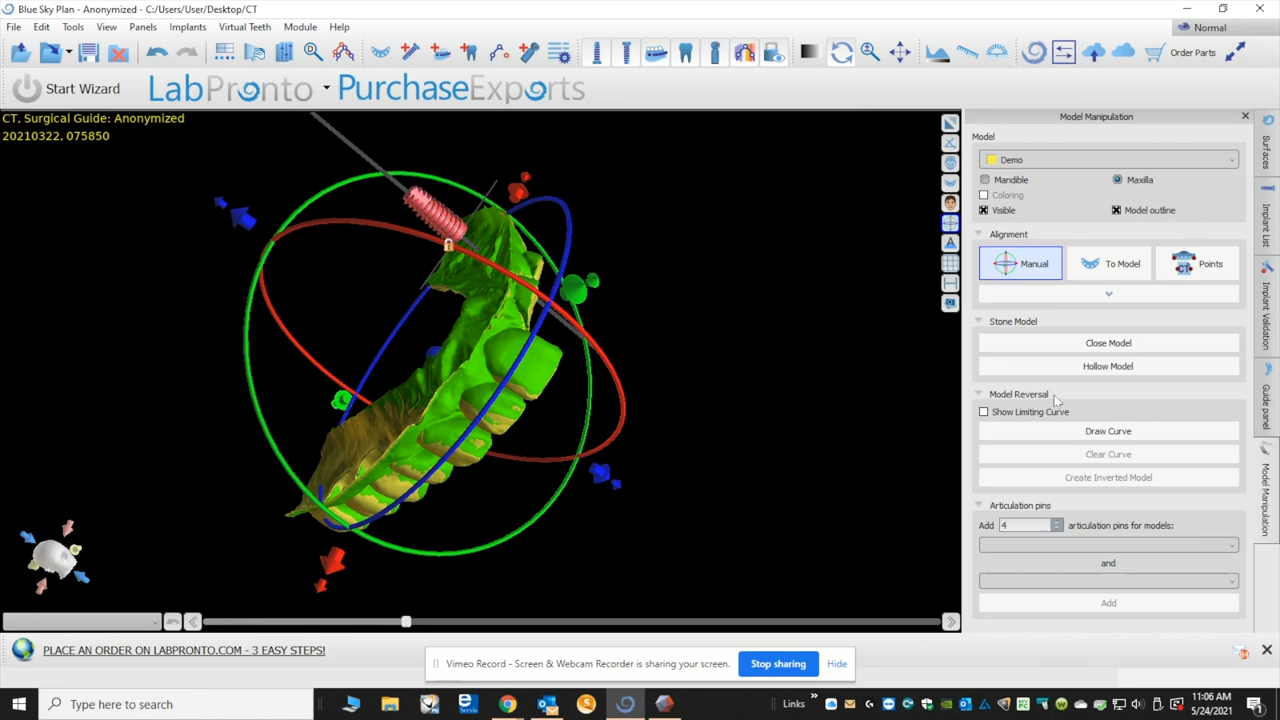 Blue Sky Plan - Anonymized - C:/Users/User/Desktop/CT
File Edit Tools View Panels Implants Virtual Teeth Module Help
Normal
Order Parts
Start Wizard LabPronto PurchaseExports
CT, Surgical Guide: Anonymized
20210322, 075850
Model Manipulation
Model
Demo
Mandible Maxilla
Coloring
Visible Model outline
Alignment
Manual To Model CT Points
Stone Model
Close Model
Hollow Model
Model Reversal
Show Limiting Curve
Draw Curve
Clear Curve
Create Inverted Model
Articulation pins
Add 4 articulation pins for models:
and
Add
Surfaces
Implant List
Implant Validation
Guide panel
Model Manipulation
PLACE AN ORDER ON LABPRONTO.COM - 3 EASY STEPS!
Vimeo Record - Screen & Webcam Recorder is sharing your screen. Stop sharing Hide
Type here to search
Links
11:06 AM
5/24/2021